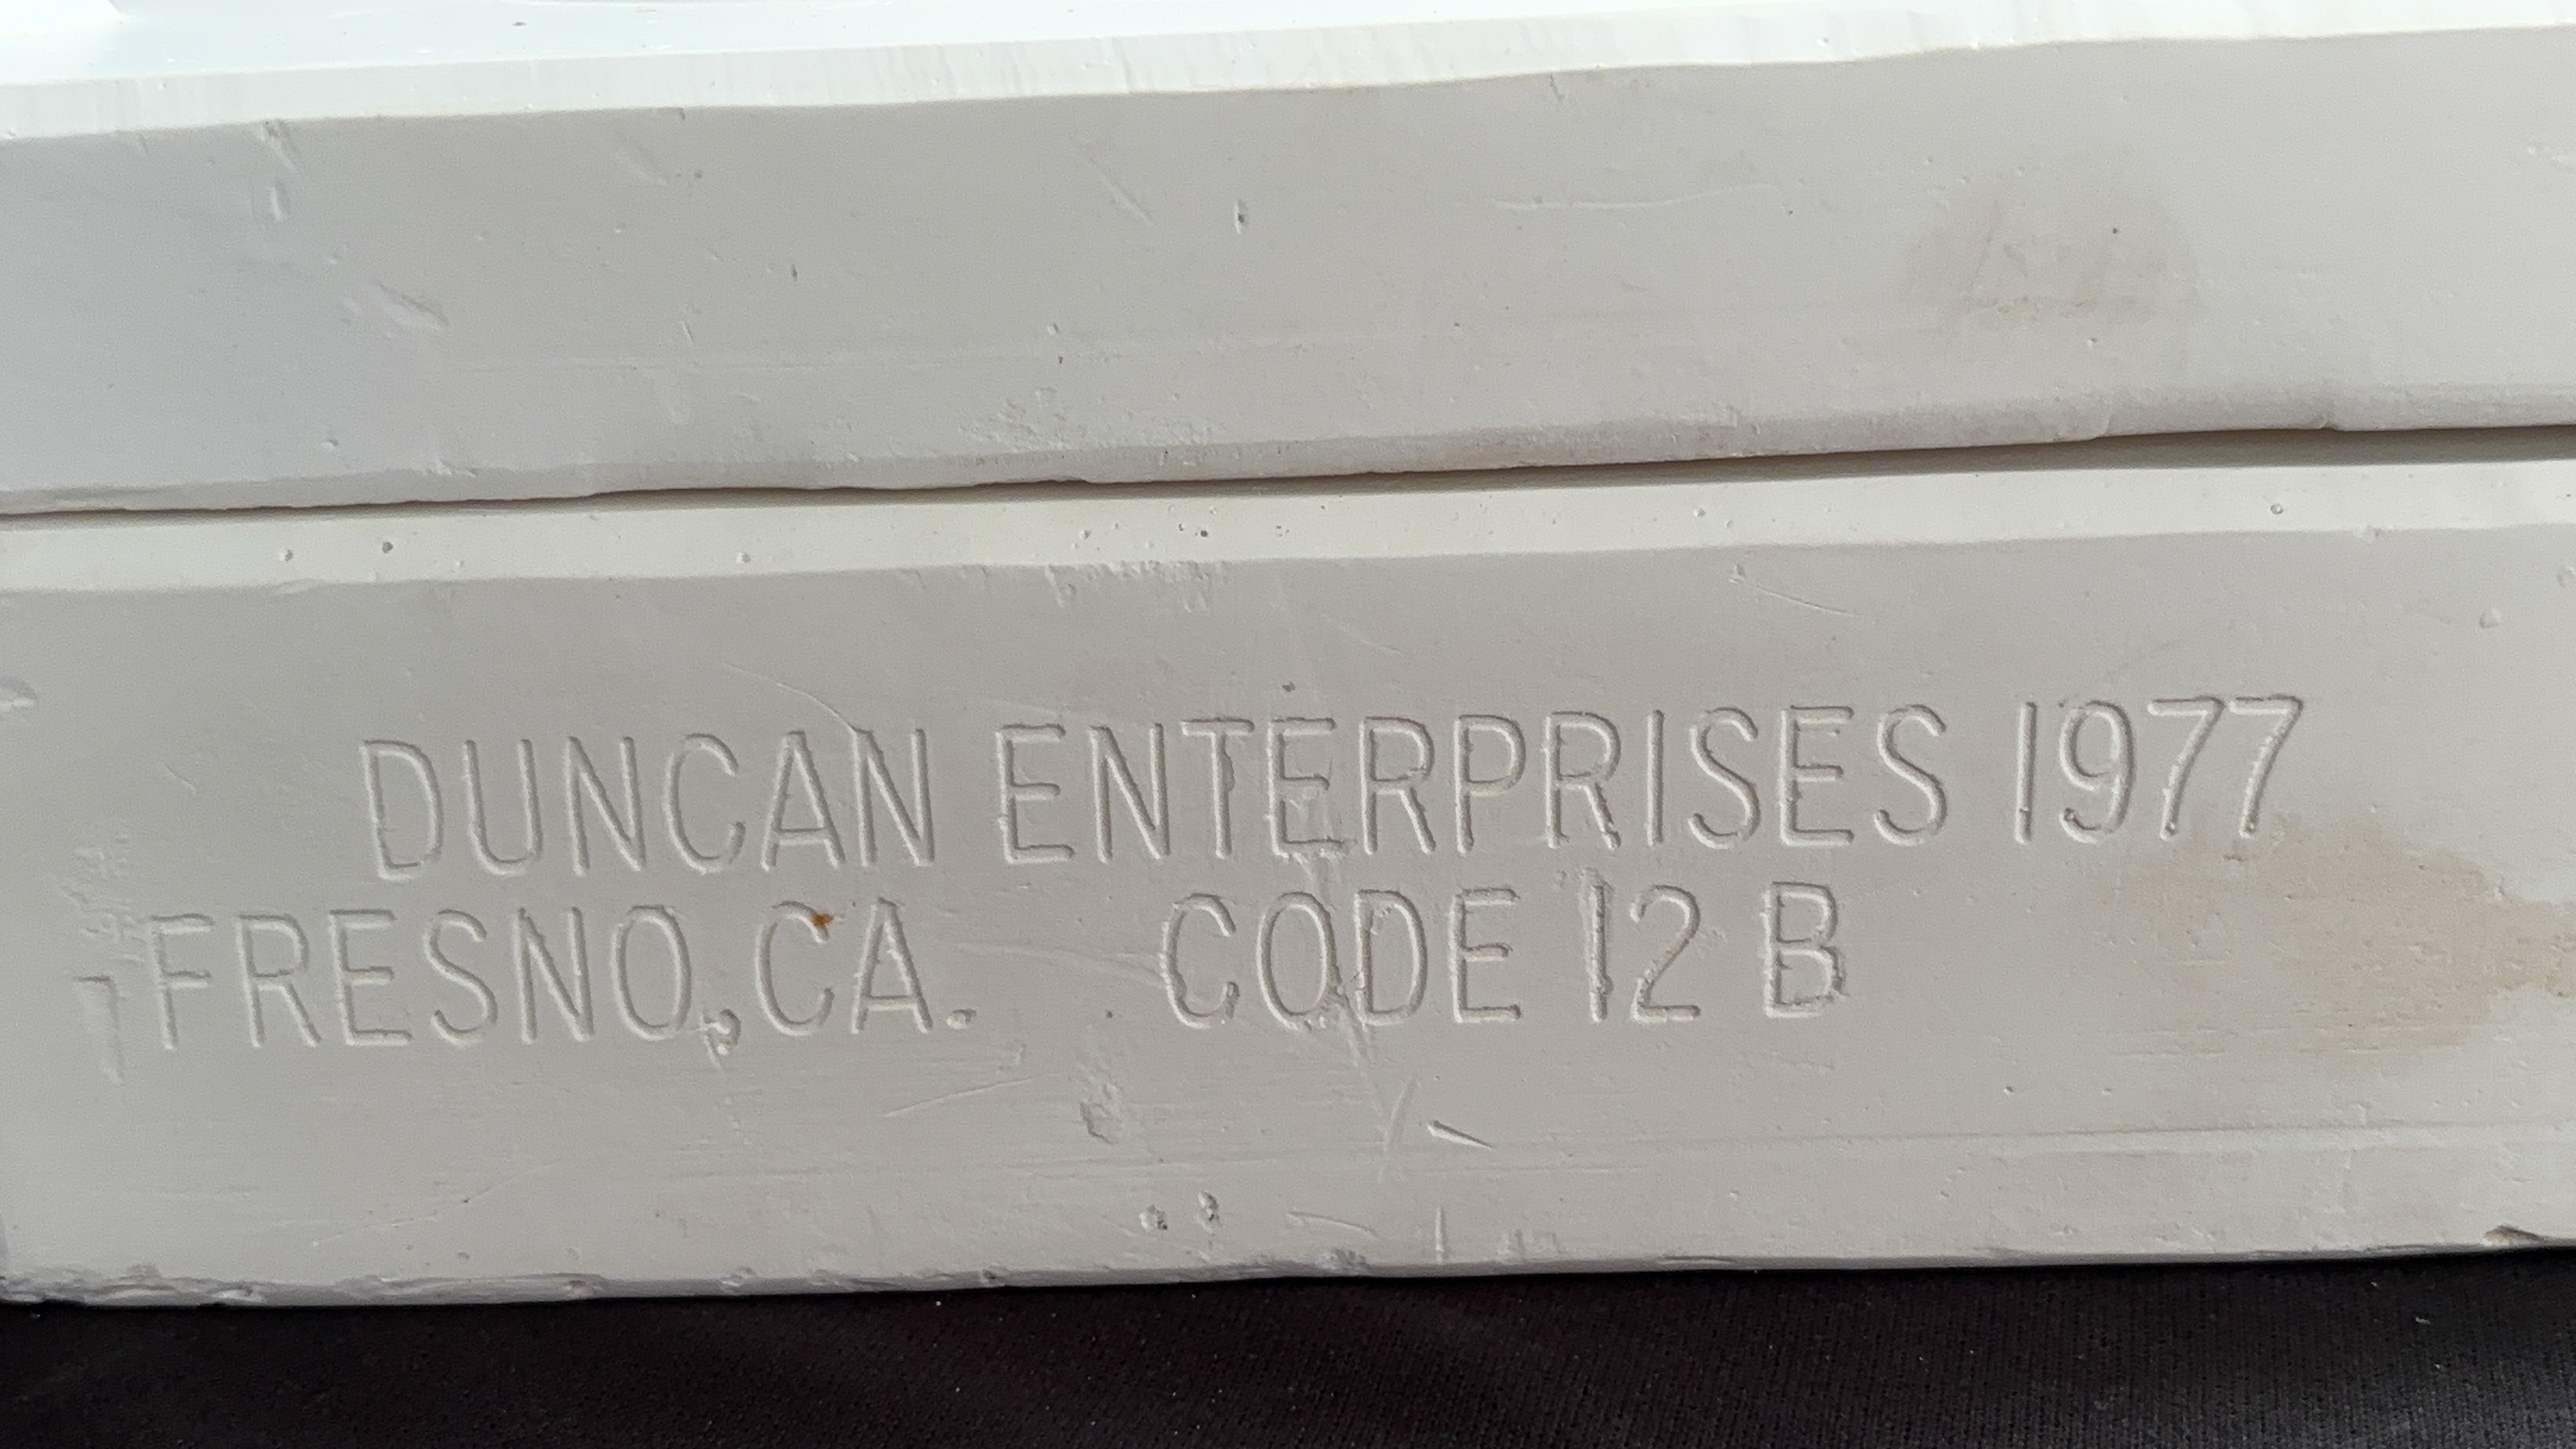 DUNCAN ENTERPRISES 1977
FRESNO, CA. CODE 12 B